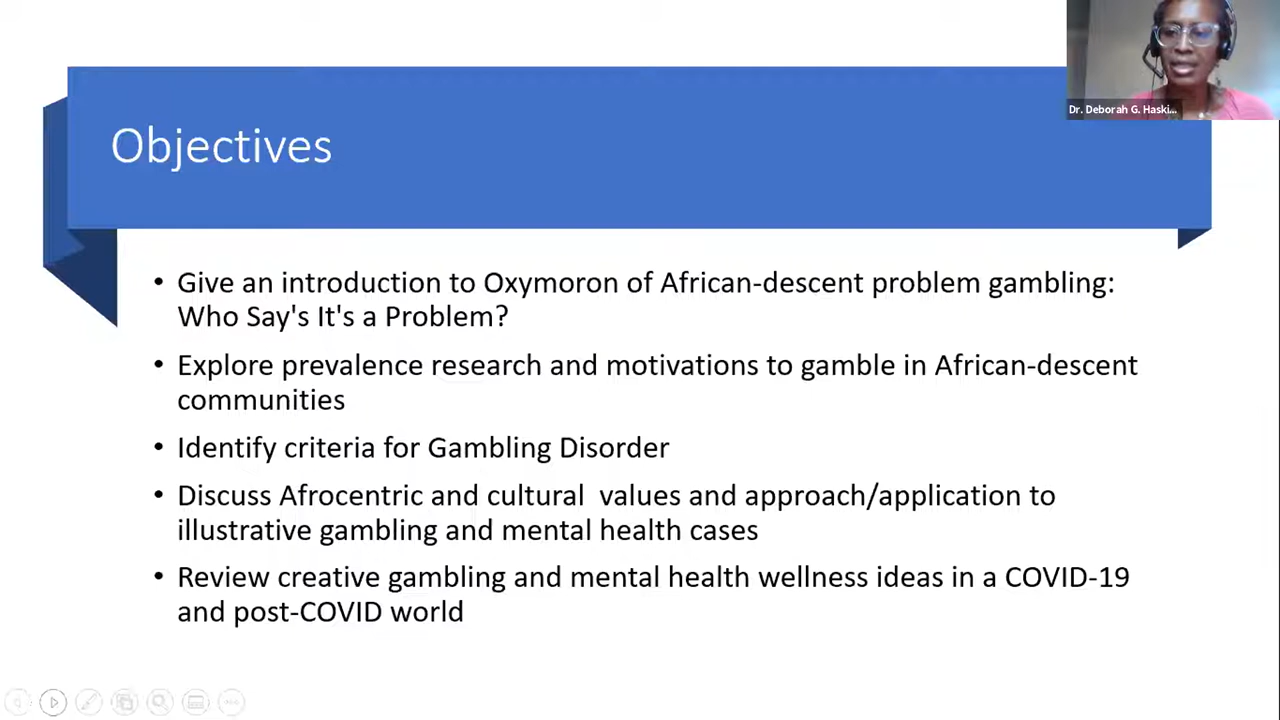 Dr. Deborah G. Haski...
Objectives
• Give an introduction to Oxymoron of African-descent problem gambling:
Who Say's It's a Problem?
• Explore prevalence research and motivations to gamble in African-descent
communities
• Identify criteria for Gambling Disorder
• Discuss Afrocentric and cultural  values and approach/application to
illustrative gambling and mental health cases
• Review creative gambling and mental health wellness ideas in a COVID-19
and post-COVID world